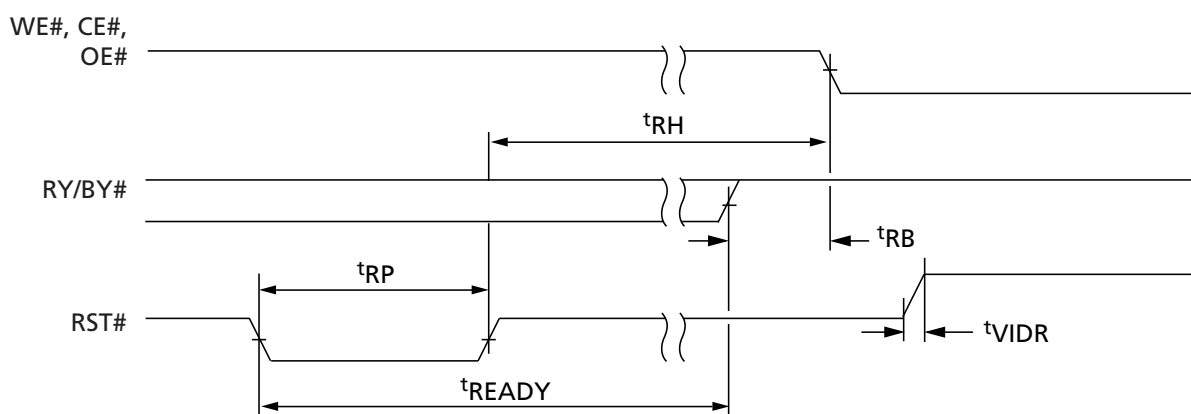 WE#, CE#,
OE#
tRH
RY/BY#
tRB
tRP
RST#
tVIDR
tREADY